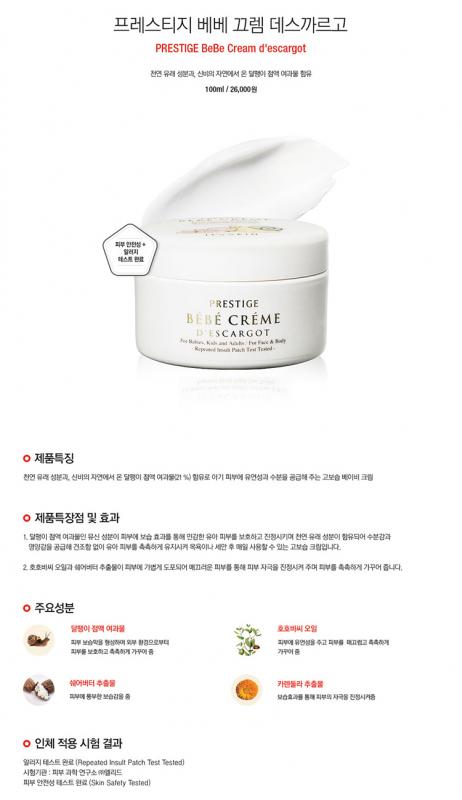 프레스티지 베베 끄렘 데스까르고
PRESTIGE BeBe Cream d'escargot
천연 유래 성분과, 신비의 자연에서 온 달팽이 점액 여과물 함유
100ml / 26,000원
피부 안전성 +
알러지
테스트 완료
PRESTIGE
BÉBÉ CRÉME
D'ESCARGOT
For Babies, Kids and Adults / For Face & Body
- Repeated Insult Patch Test Tested -
제품특징
천연 유래 성분과, 신비의 자연에서 온 달팽이 점액 여과물(21 %) 함유로 아기 피부에 유연성과 수분을 공급해 주는 고보습 베이비 크림
제품특장점 및 효과
1. 달팽이 점액 여과물인 뮤신 성분이 피부에 보습 효과를 통해 민감한 유아 피부를 보호하고 진정시키며 천연 유래 성분이 함유되어 수분감과
영양감을 공급해 건조함 없이 유아 피부를 촉촉하게 유지시켜 목욕이나 세안 후 매일 사용할 수 있는 고보습 크림입니다.
2. 호호바씨 오일과 쉐어버터 추출물이 피부에 가볍게 도포되어 매끄러운 피부를 통해 피부 자극을 진정시켜 주며 피부를 촉촉하게 가꾸어 줍니다.
주요성분
달팽이 점액 여과물
피부 보습막을 형성하며 외부 환경으로부터
피부를 보호하고 촉촉하게 가꾸어 줌
호호바씨 오일
피부에 유연성을 주고 피부를 매끄럽고 촉촉하게
가꾸어 줌
쉐어버터 추출물
피부에 풍부한 보습감을 줌
카렌둘라 추출물
보습효과를 통해 피부의 자극을 진정시켜줌
인체 적용 시험 결과
알러지 테스트 완료 (Repeated Insult Patch Test Tested)
시험기관 : 피부 과학 연구소 ㈜엘리드
피부 안전성 테스트 완료 (Skin Safety Tested)